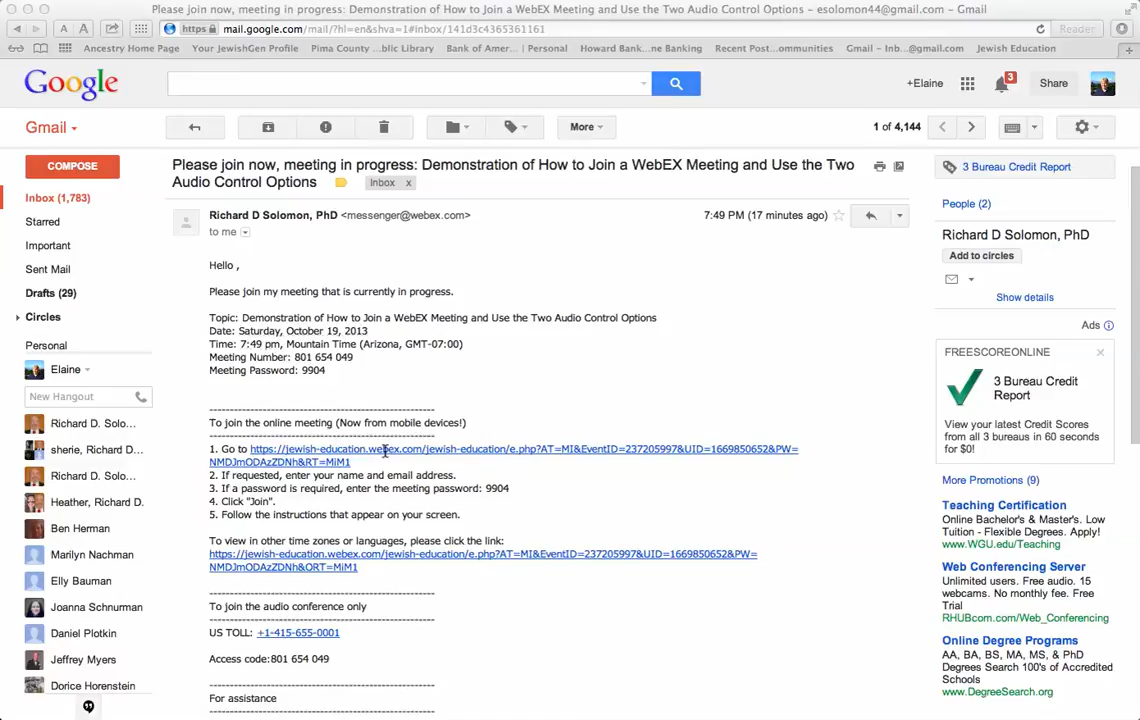 Please join now, meeting in progress: Demonstration of How to Join a WebEX Meeting and Use the Two Audio Control Options - esolomon44@gmail.com - Gmail
A A https mail.google.com/mail/?hl=en&shva=1#inbox/141d3c4365361161 Reader
Ancestry Home Page Your JewishGen Profile Pima County ...blic Library Bank of Amer... | Personal Howard Bank...ne Banking Recent Post...ommunities Gmail - Inb...@gmail.com Jewish Education +
Google +Elaine 3 Share
Gmail More 1 of 4,144
COMPOSE
Inbox (1,783)
Starred
Important
Sent Mail
Drafts (29)
Circles
Personal
Elaine
New Hangout
Richard D. Solo...
sherie, Richard D...
Richard D. Solo...
Heather, Richard D.
Ben Herman
Marilyn Nachman
Elly Bauman
Joanna Schnurman
Daniel Plotkin
Jeffrey Myers
Dorice Horenstein
Please join now, meeting in progress: Demonstration of How to Join a WebEX Meeting and Use the Two
Audio Control Options Inbox x
Richard D Solomon, PhD <messenger@webex.com> 7:49 PM (17 minutes ago)
to me
Hello ,
Please join my meeting that is currently in progress.
Topic: Demonstration of How to Join a WebEX Meeting and Use the Two Audio Control Options
Date: Saturday, October 19, 2013
Time: 7:49 pm, Mountain Time (Arizona, GMT-07:00)
Meeting Number: 801 654 049
Meeting Password: 9904
-------------------------------------------------------
To join the online meeting (Now from mobile devices!)
-------------------------------------------------------
1. Go to https://jewish-education.webex.com/jewish-education/e.php?AT=MI&EventID=237205997&UID=1669850652&PW=
NMDJmODAzZDNh&RT=MiM1
2. If requested, enter your name and email address.
3. If a password is required, enter the meeting password: 9904
4. Click "Join".
5. Follow the instructions that appear on your screen.
To view in other time zones or languages, please click the link:
https://jewish-education.webex.com/jewish-education/e.php?AT=MI&EventID=237205997&UID=1669850652&PW=
NMDJmODAzZDNh&ORT=MiM1
-------------------------------------------------------
To join the audio conference only
-------------------------------------------------------
US TOLL: +1-415-655-0001
Access code:801 654 049
-------------------------------------------------------
For assistance
-------------------------------------------------------
3 Bureau Credit Report
People (2)
Richard D Solomon, PhD
Add to circles
Show details
Ads
FREESCOREONLINE
3 Bureau Credit
Report
View your latest Credit Scores
from all 3 bureaus in 60 seconds
for $0!
More Promotions (9)
Teaching Certification
Online Bachelor's & Master's. Low
Tuition - Flexible Degrees. Apply!
www.WGU.edu/Teaching
Web Conferencing Server
Unlimited users. Free audio. 15
webcams. No monthly fee. Free
Trial
RHUBcom.com/Web_Conferencing
Online Degree Programs
AA, BA, BS, MA, MS, & PhD
Degrees Search 100's of Accredited
Schools
www.DegreeSearch.org